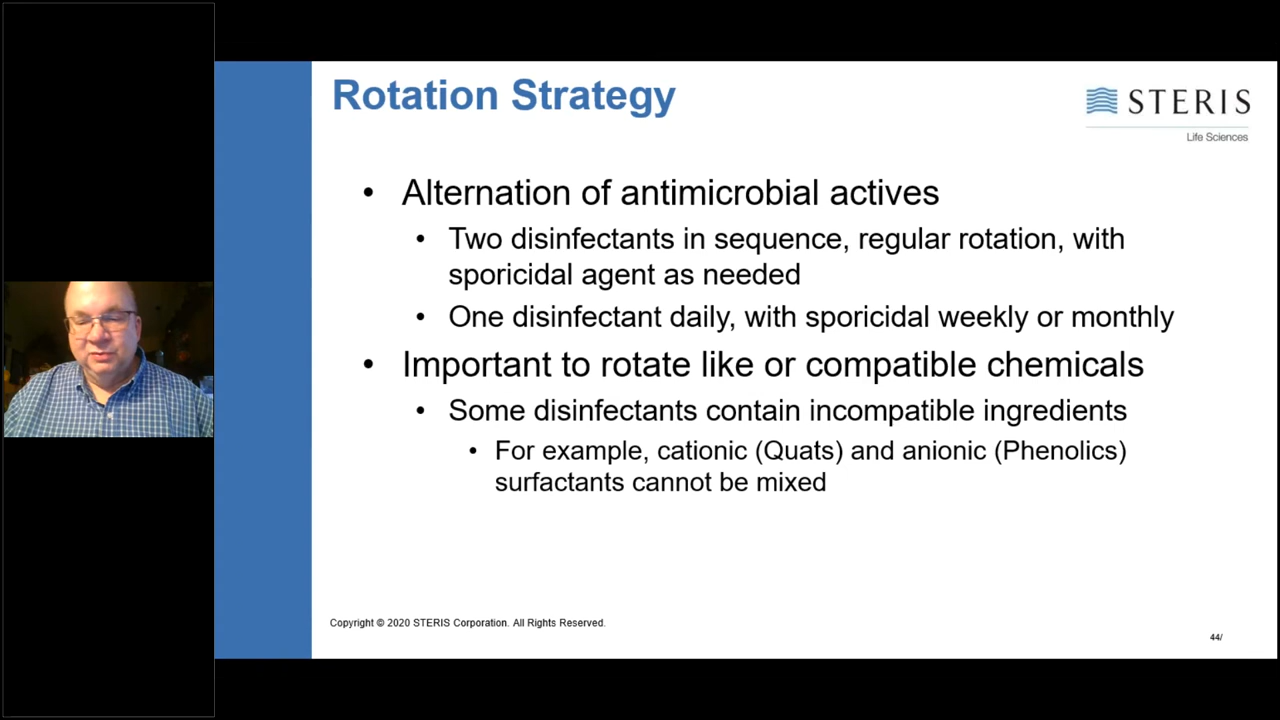 Rotation Strategy
STERIS
Life Sciences
• Alternation of antimicrobial actives
• Two disinfectants in sequence, regular rotation, with
sporicidal agent as needed
• One disinfectant daily, with sporicidal weekly or monthly
• Important to rotate like or compatible chemicals
• Some disinfectants contain incompatible ingredients
• For example, cationic (Quats) and anionic (Phenolics)
surfactants cannot be mixed
Copyright © 2020 STERIS Corporation. All Rights Reserved.
44/